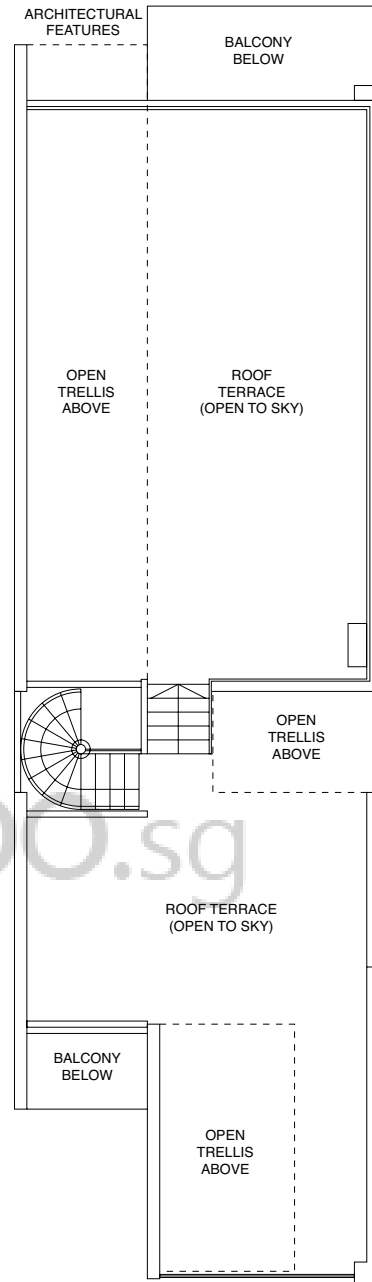 ARCHITECTURAL
FEATURES
BALCONY
BELOW
OPEN
TRELLIS
ABOVE
ROOF
TERRACE
(OPEN TO SKY)
OPEN
TRELLIS
ABOVE
.sg
ROOF TERRACE
(OPEN TO SKY)
BALCONY
BELOW
OPEN
TRELLIS
ABOVE